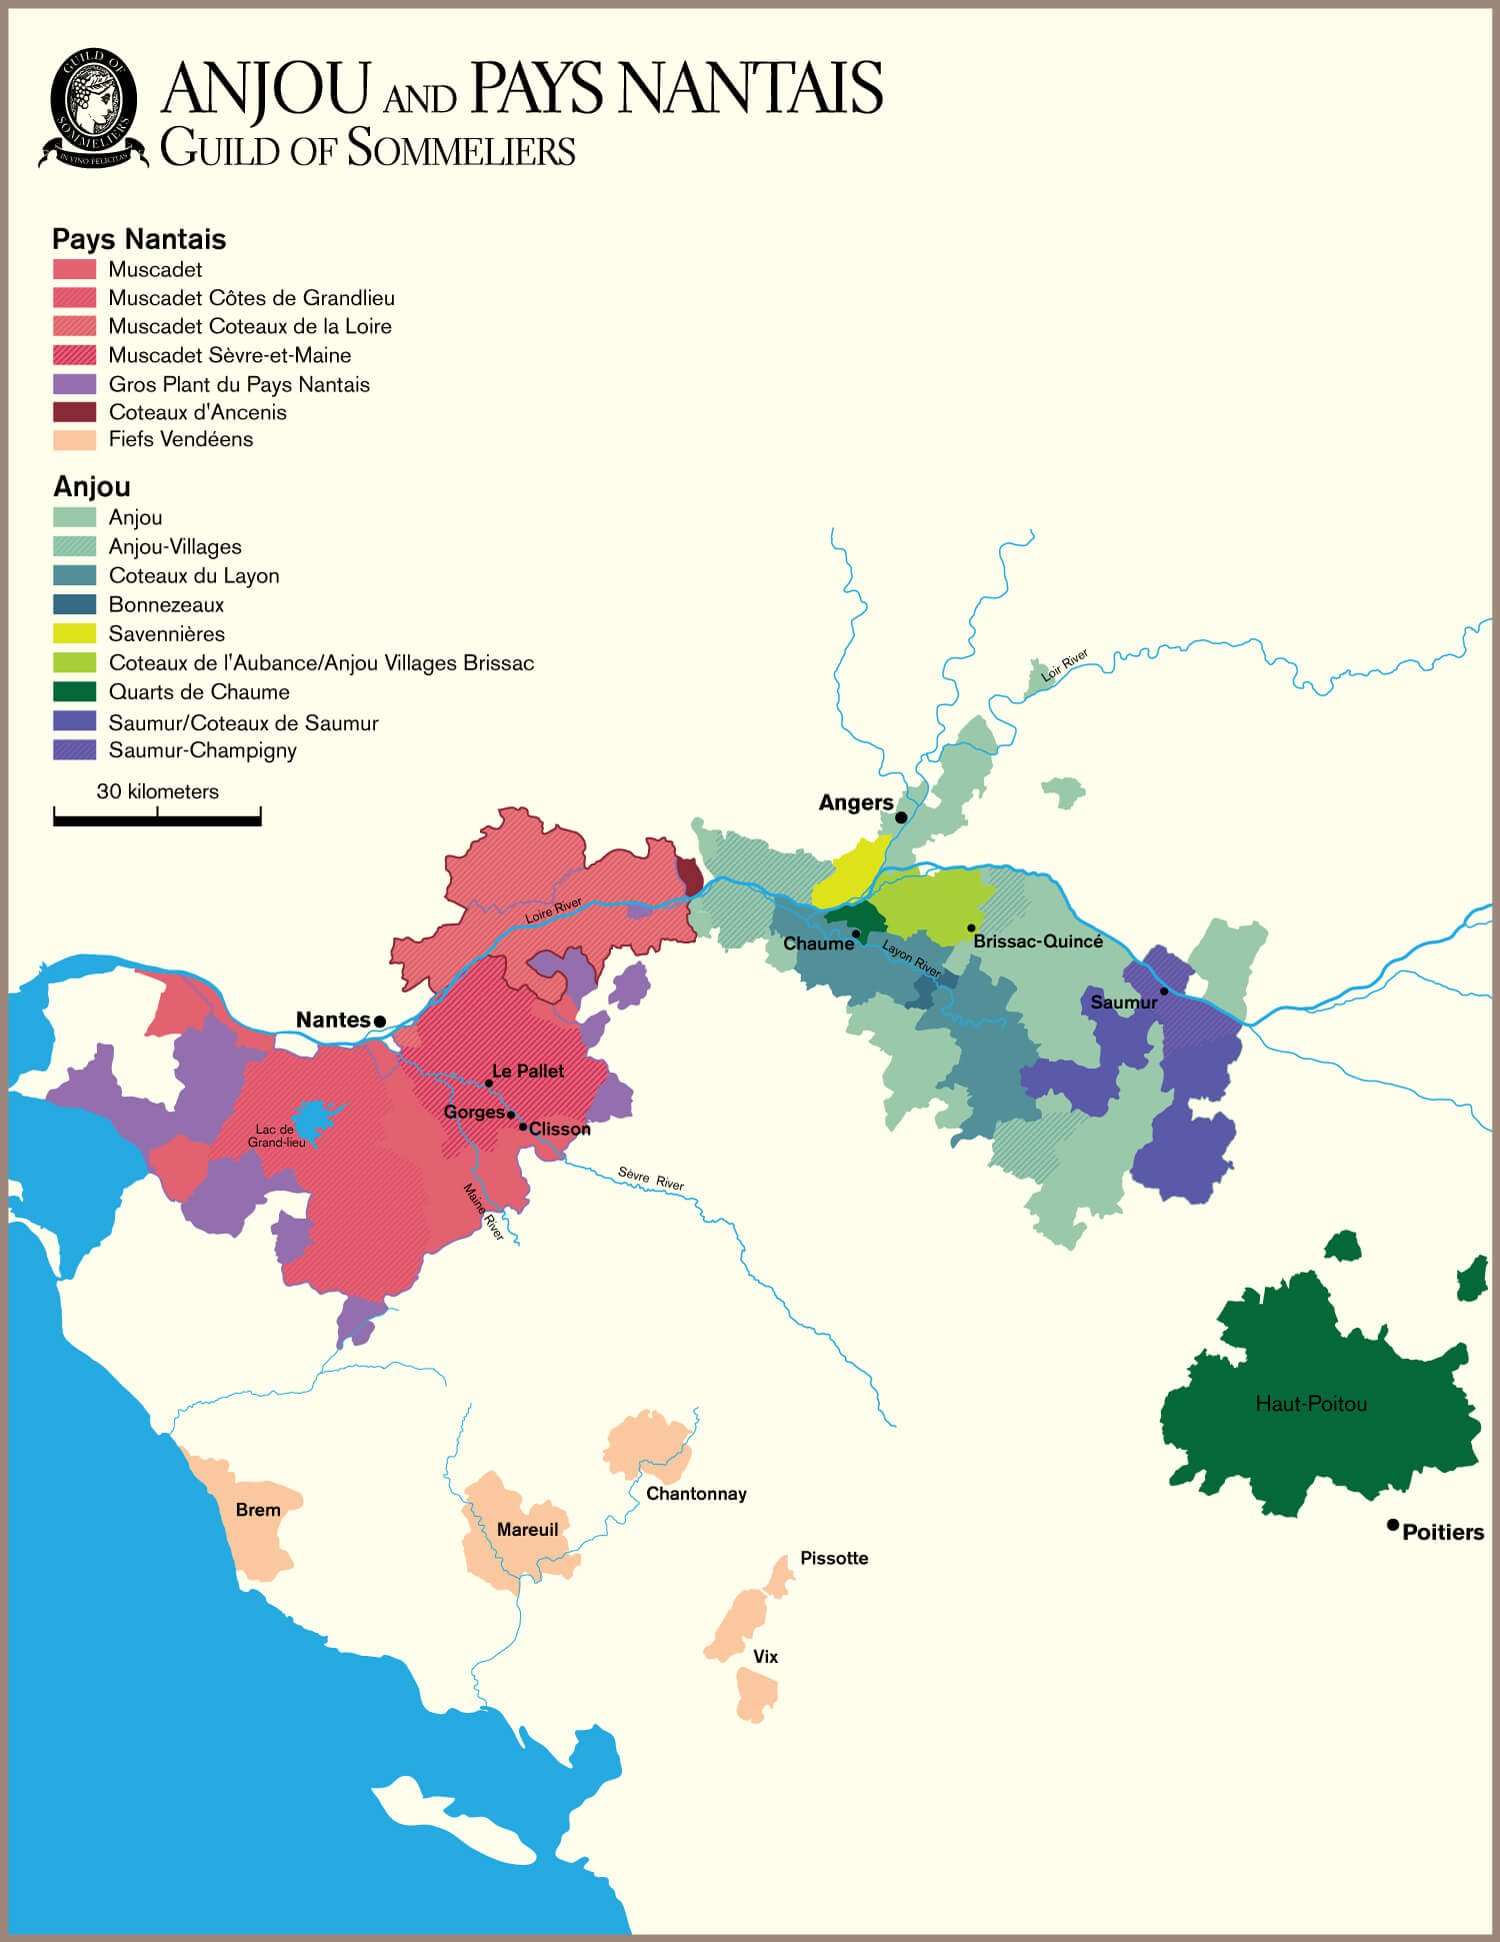 GUILD OF
SOMMELIERS
IN VINO FELICITAS
ANJOU AND PAYS NANTAIS
GUILD OF SOMMELIERS
Pays Nantais
Muscadet
Muscadet Côtes de Grandlieu
Muscadet Coteaux de la Loire
Muscadet Sèvre-et-Maine
Gros Plant du Pays Nantais
Coteaux d'Ancenis
Fiefs Vendéens
Anjou
Anjou
Anjou-Villages
Coteaux du Layon
Bonnezeaux
Savennières
Coteaux de l'Aubance/Anjou Villages Brissac
Quarts de Chaume
Saumur/Coteaux de Saumur
Saumur-Champigny
30 kilometers
Loir River
Angers
Loire River
Chaume
Layon River
Brissac-Quincé
Saumur
Nantes
Le Pallet
Gorges
Clisson
Lac de
Grand-lieu
Sèvre River
Maine River
Haut-Poitou
Poitiers
Brem
Mareuil
Chantonnay
Pissotte
Vix